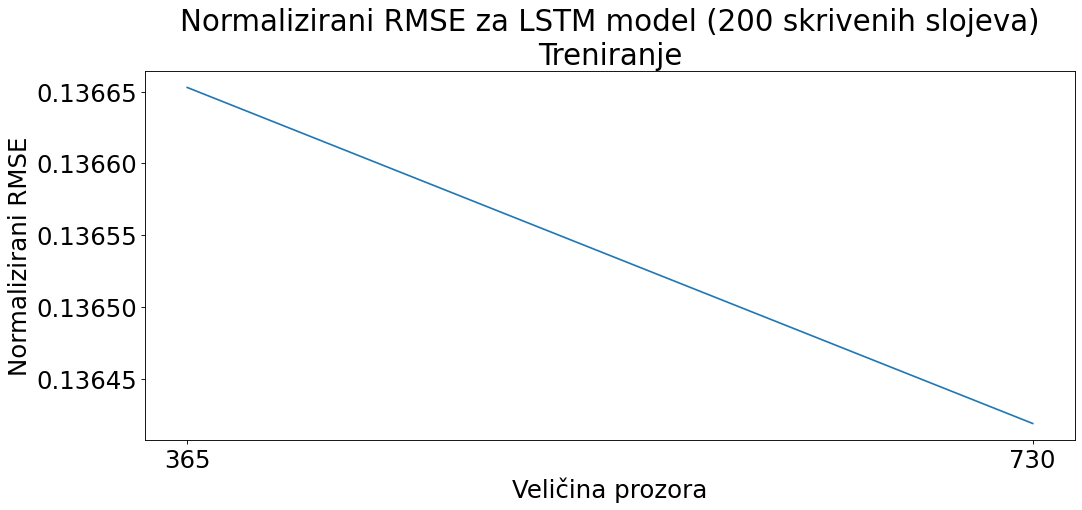 Normalizirani RMSE za LSTM model (200 skrivenih slojeva)
Treniranje
Normalizirani RMSE
0.13665
0.13660
0.13655
0.13650
0.13645
365
730
Veličina prozora